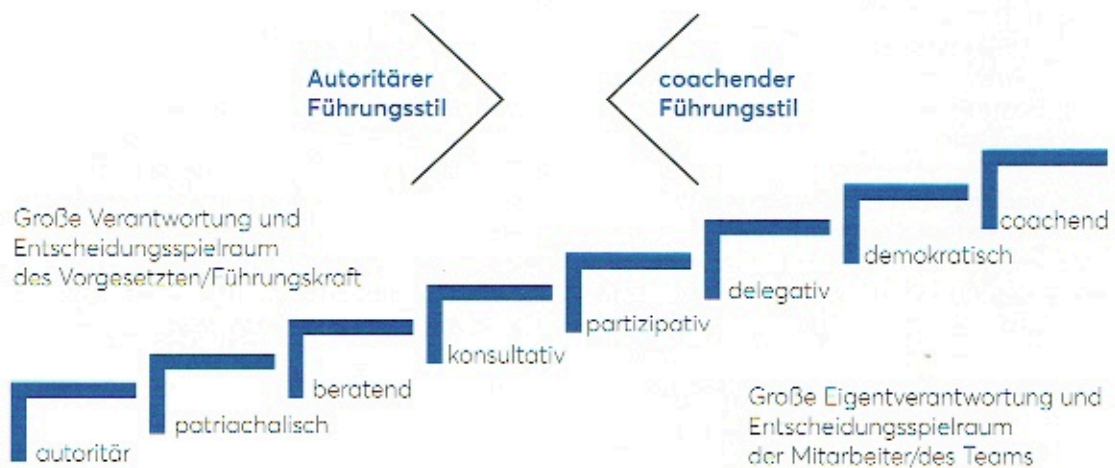 Autoritärer
Führungsstil
coachender
Führungsstil
Große Verantwortung und
Entscheidungsspielraum
des Vorgesetzten/Führungskraft
autoritär
patriachalisch
beratend
konsultativ
partizipativ
delegativ
demokratisch
coachend
Große Eigentverantwortung und
Entscheidungsspielraum
der Mitarbeiter/des Teams